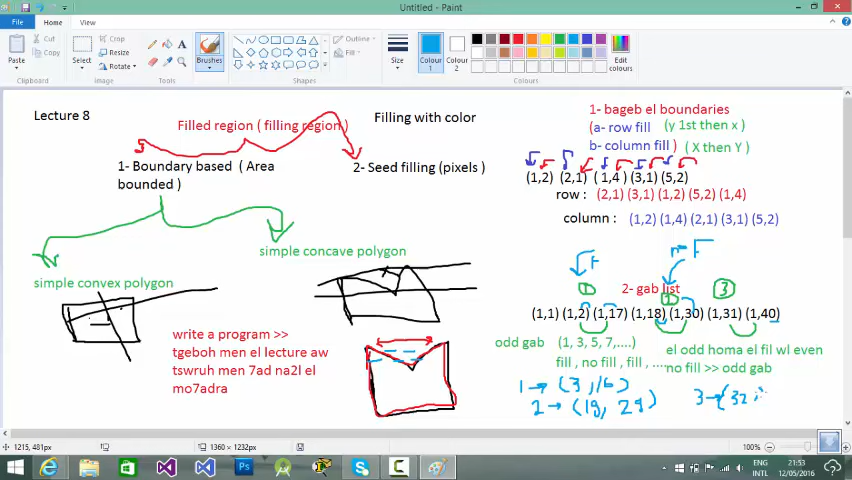 Untitled - Paint
File
Home
View
Cut
Copy
Paste
Clipboard
Select
Crop
Resize
Rotate
Image
Tools
Brushes
Outline
Fill
Shapes
Size
Colour 1
Colour 2
Colours
Edit colours
Lecture 8
Filled region ( filling region)
Filling with color
1- Boundary based ( Area
bounded )
2- Seed filling (pixels )
simple convex polygon
simple concave polygon
write a program >>
tgeboh men el lecture aw
tswruh men 7ad na2l el
mo7adra
1- bageb el boundaries
(a- row fill (y 1st then x )
b- column fill ) ( X then Y )
(1,2) (2,1) ( 1,4 ) (3,1) (5,2)
row : (2,1) (3,1) (1,2) (5,2) (1,4)
column : (1,2) (1,4) (2,1) (3,1) (5,2)
F
F
2- gab list
1
3
(1,1) (1,2) (1,17) (1,18) (1,30) (1,31) (1,40)
odd gab (1, 3, 5, 7,....)
fill , no fill , fill , ....
el odd homa el fil wl even
no fill >> odd gab
1 → (3 , 16 )
2 → (19, 29 )
3 → (32
1215, 441px
1360 × 1232px
100%
ENG
INTL
21:53
12/05/2016